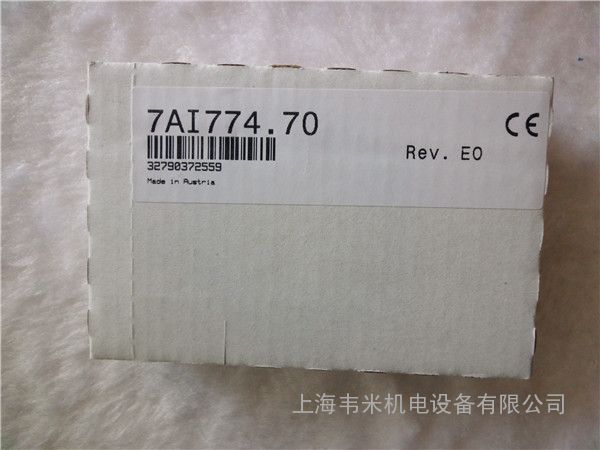 7AI774.70
CE
Rev. E0
32790372559
Made in Austria
上海韦米机电设备有限公司